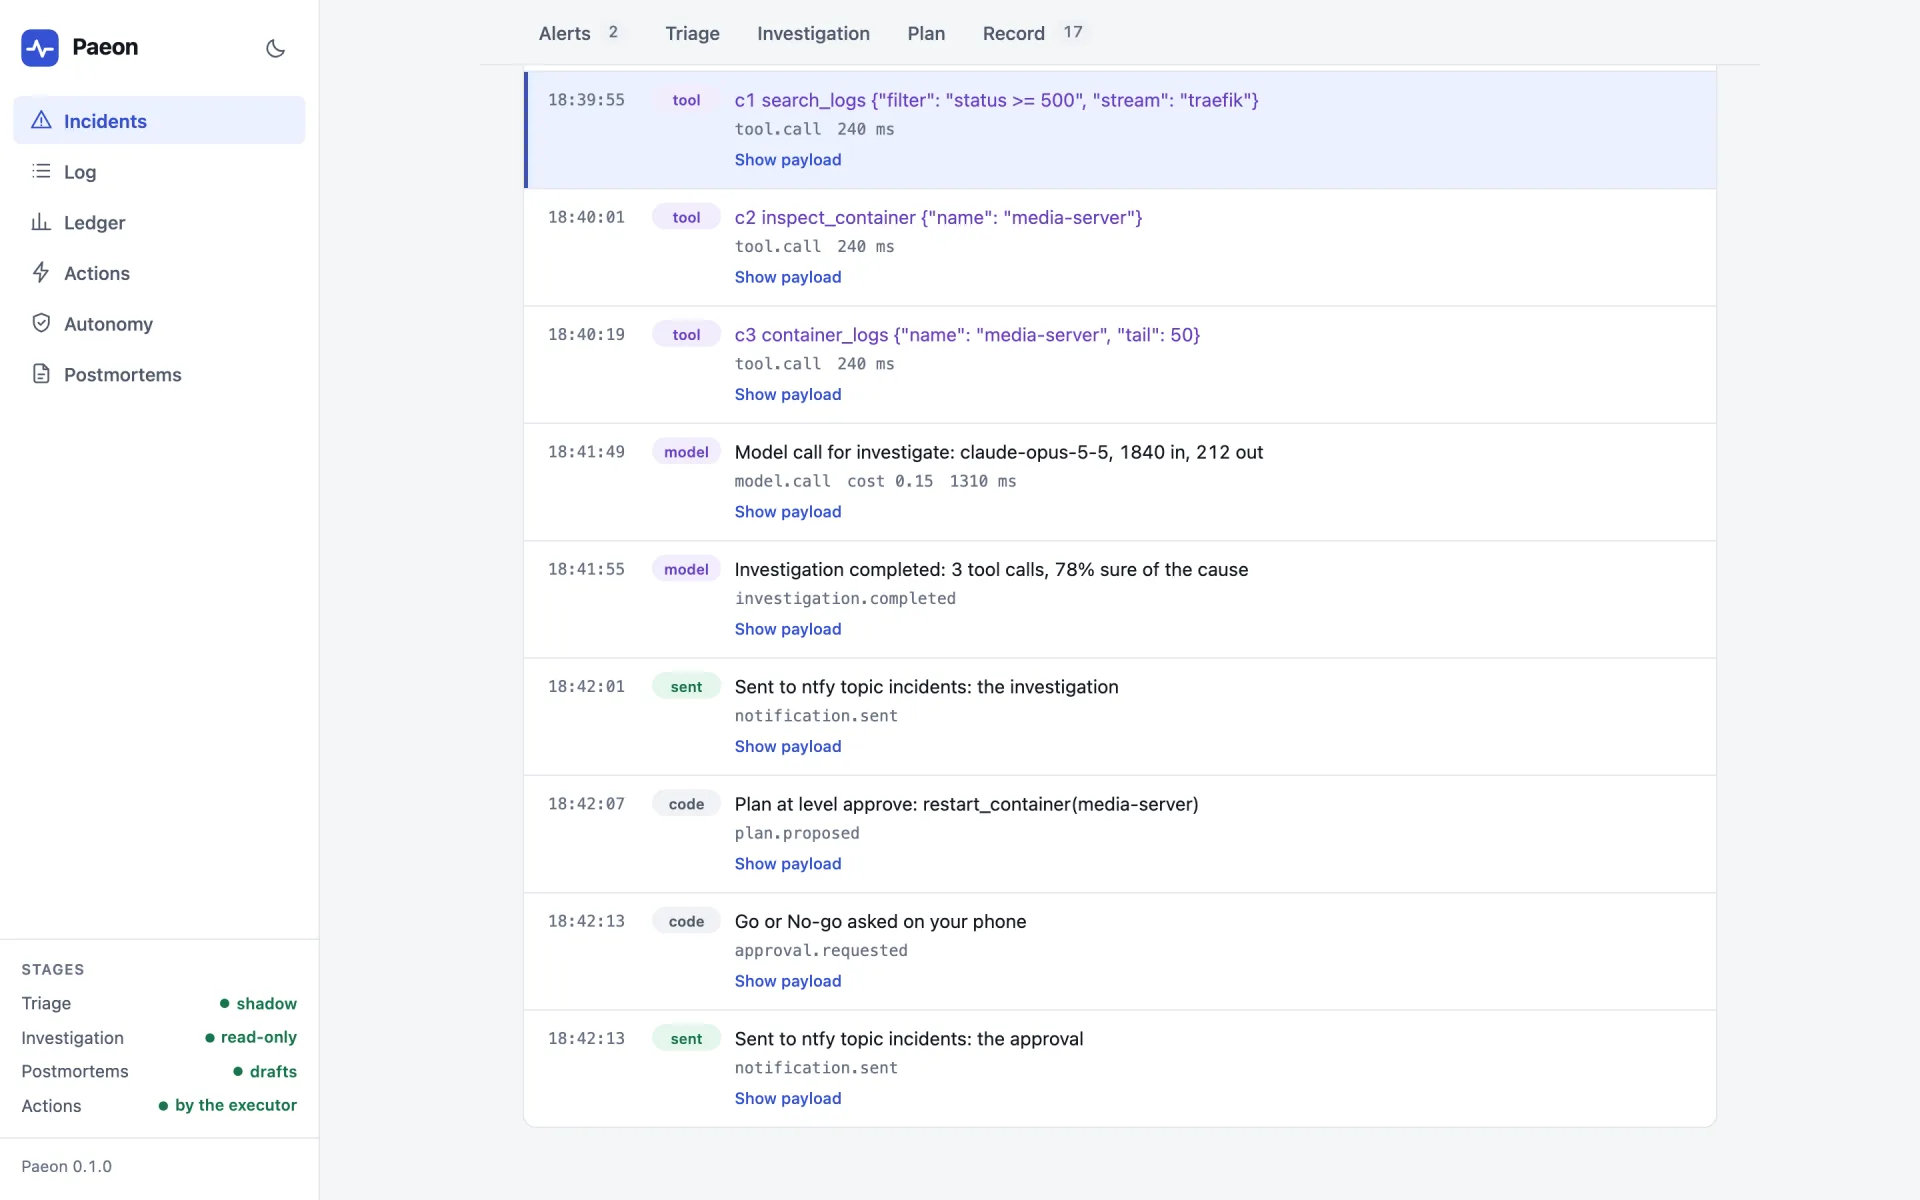 Paeon
Incidents
Log
Ledger
Actions
Autonomy
Postmortems
STAGES
Triage shadow
Investigation read-only
Postmortems drafts
Actions by the executor
Paeon 0.1.0
Alerts 2 Triage Investigation Plan Record 17
18:39:55 tool c1 search_logs {"filter": "status >= 500", "stream": "traefik"}
tool.call 240 ms
Show payload
18:40:01 tool c2 inspect_container {"name": "media-server"}
tool.call 240 ms
Show payload
18:40:19 tool c3 container_logs {"name": "media-server", "tail": 50}
tool.call 240 ms
Show payload
18:41:49 model Model call for investigate: claude-opus-5-5, 1840 in, 212 out
model.call cost 0.15 1310 ms
Show payload
18:41:55 model Investigation completed: 3 tool calls, 78% sure of the cause
investigation.completed
Show payload
18:42:01 sent Sent to ntfy topic incidents: the investigation
notification.sent
Show payload
18:42:07 code Plan at level approve: restart_container(media-server)
plan.proposed
Show payload
18:42:13 code Go or No-go asked on your phone
approval.requested
Show payload
18:42:13 sent Sent to ntfy topic incidents: the approval
notification.sent
Show payload